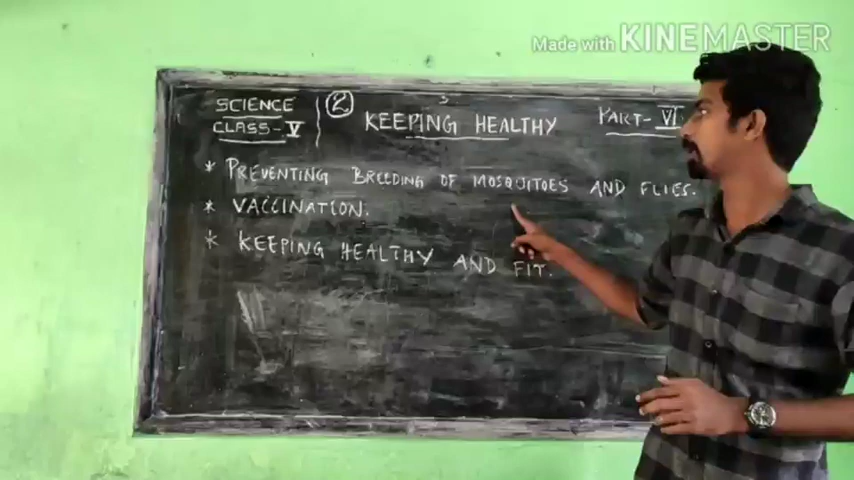 Made with KINEMASTER
SCIENCE
CLASS-V
2
KEEPING HEALTHY
PART-VI
* PREVENTING BREEDING OF MOSQUITOES AND FLIES.
* VACCINATION.
* KEEPING HEALTHY AND FIT.